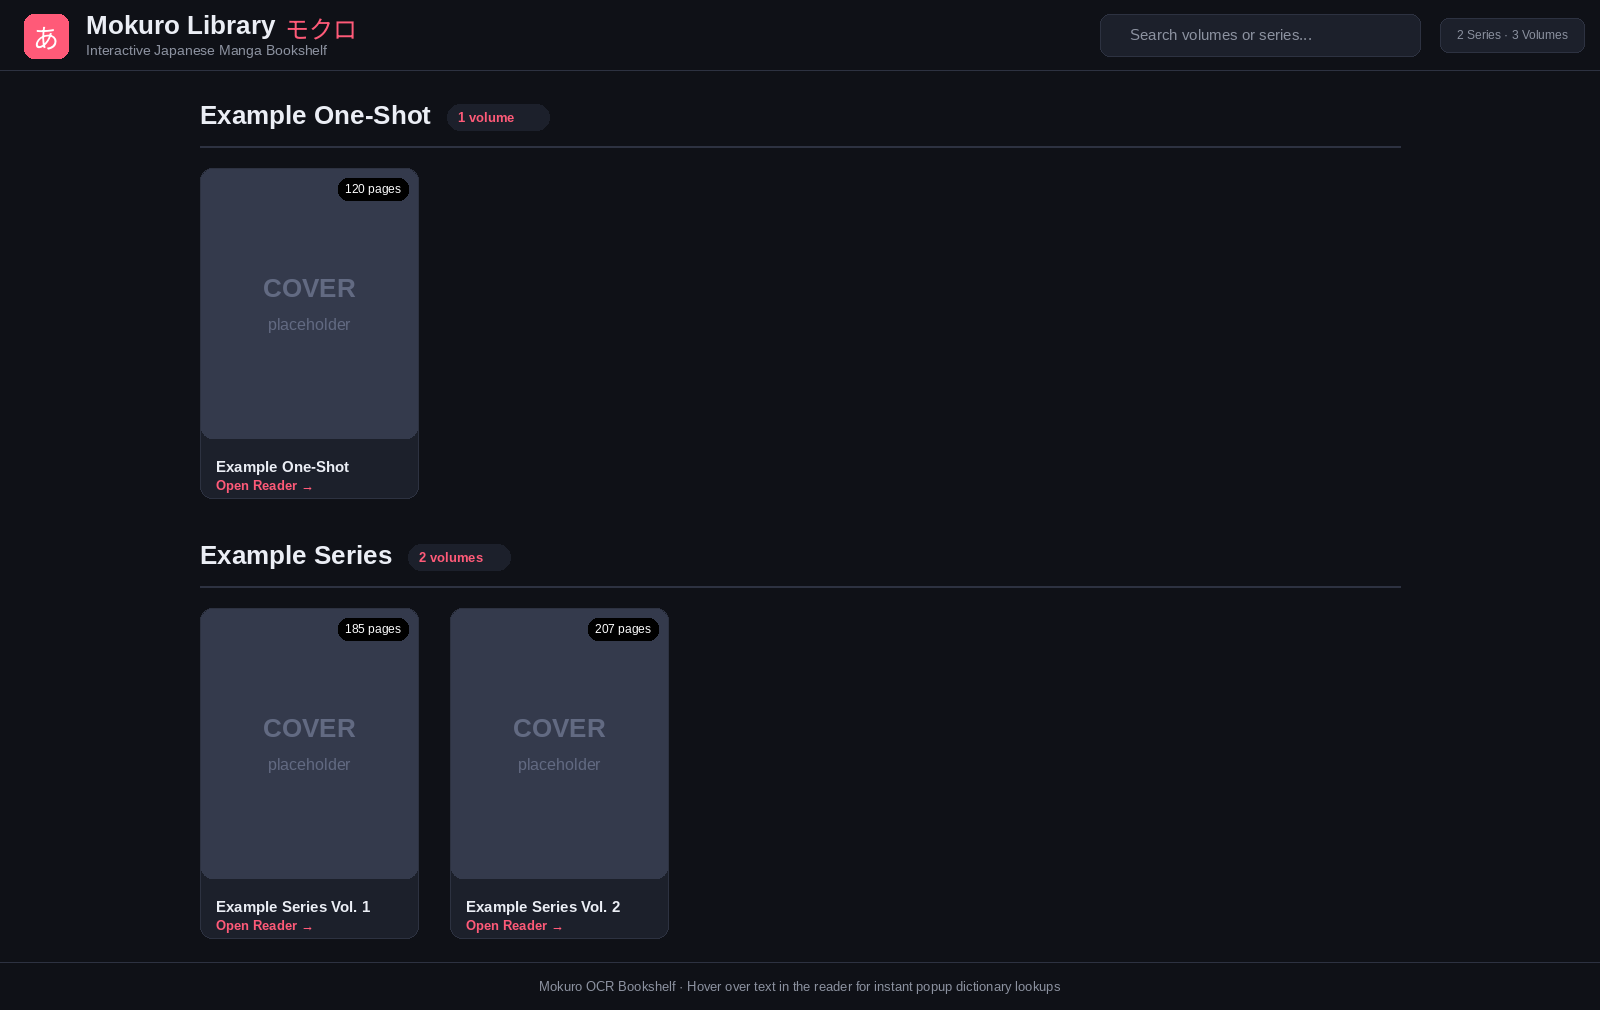 あ
Mokuro Library モクロ
Interactive Japanese Manga Bookshelf
Search volumes or series...
2 Series · 3 Volumes
Example One-Shot
1 volume
120 pages
COVER
placeholder
Example One-Shot
Open Reader →
Example Series
2 volumes
185 pages
COVER
placeholder
Example Series Vol. 1
Open Reader →
207 pages
COVER
placeholder
Example Series Vol. 2
Open Reader →
Mokuro OCR Bookshelf · Hover over text in the reader for instant popup dictionary lookups